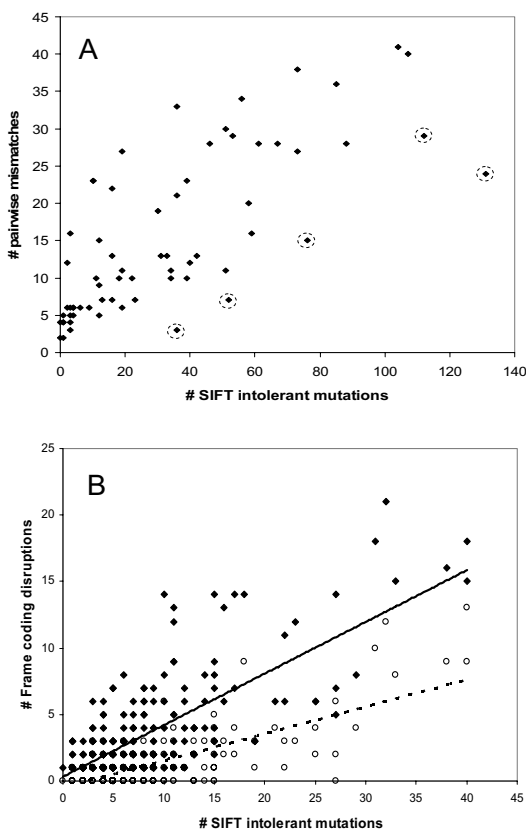 A
45
40
35
30
25
20
15
10
5
0
# pairwise mismatches
0 20 40 60 80 100 120 140
# SIFT intolerant mutations
B
25
20
15
10
5
0
# Frame coding disruptions
0 5 10 15 20 25 30 35 40 45
# SIFT intolerant mutations